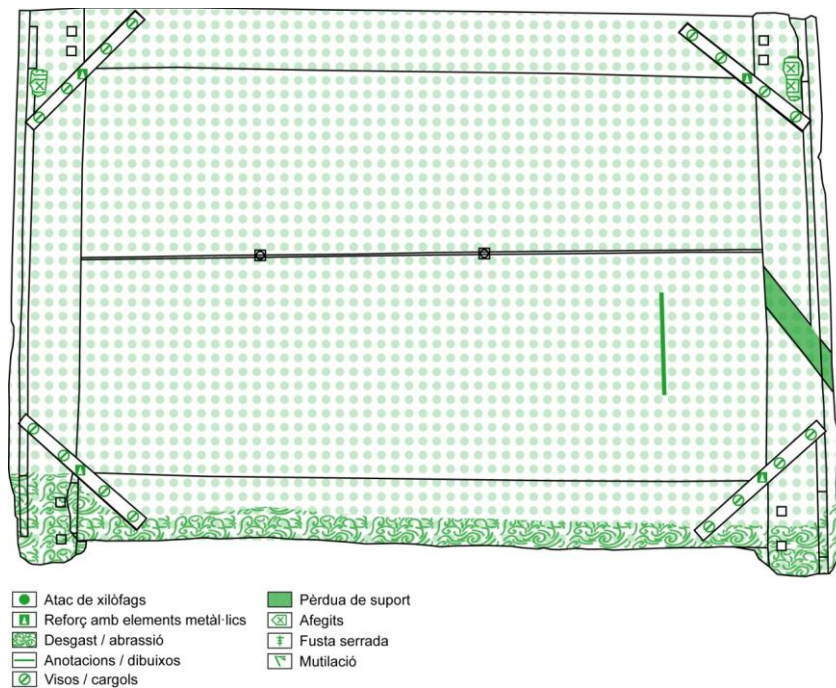 Atac de xilòfags
Reforç amb elements metàl·lics
Desgast / abrassió
Anotacions / dibuixos
Visos / cargols
Pèrdua de suport
Afegits
Fusta serrada
Mutilació